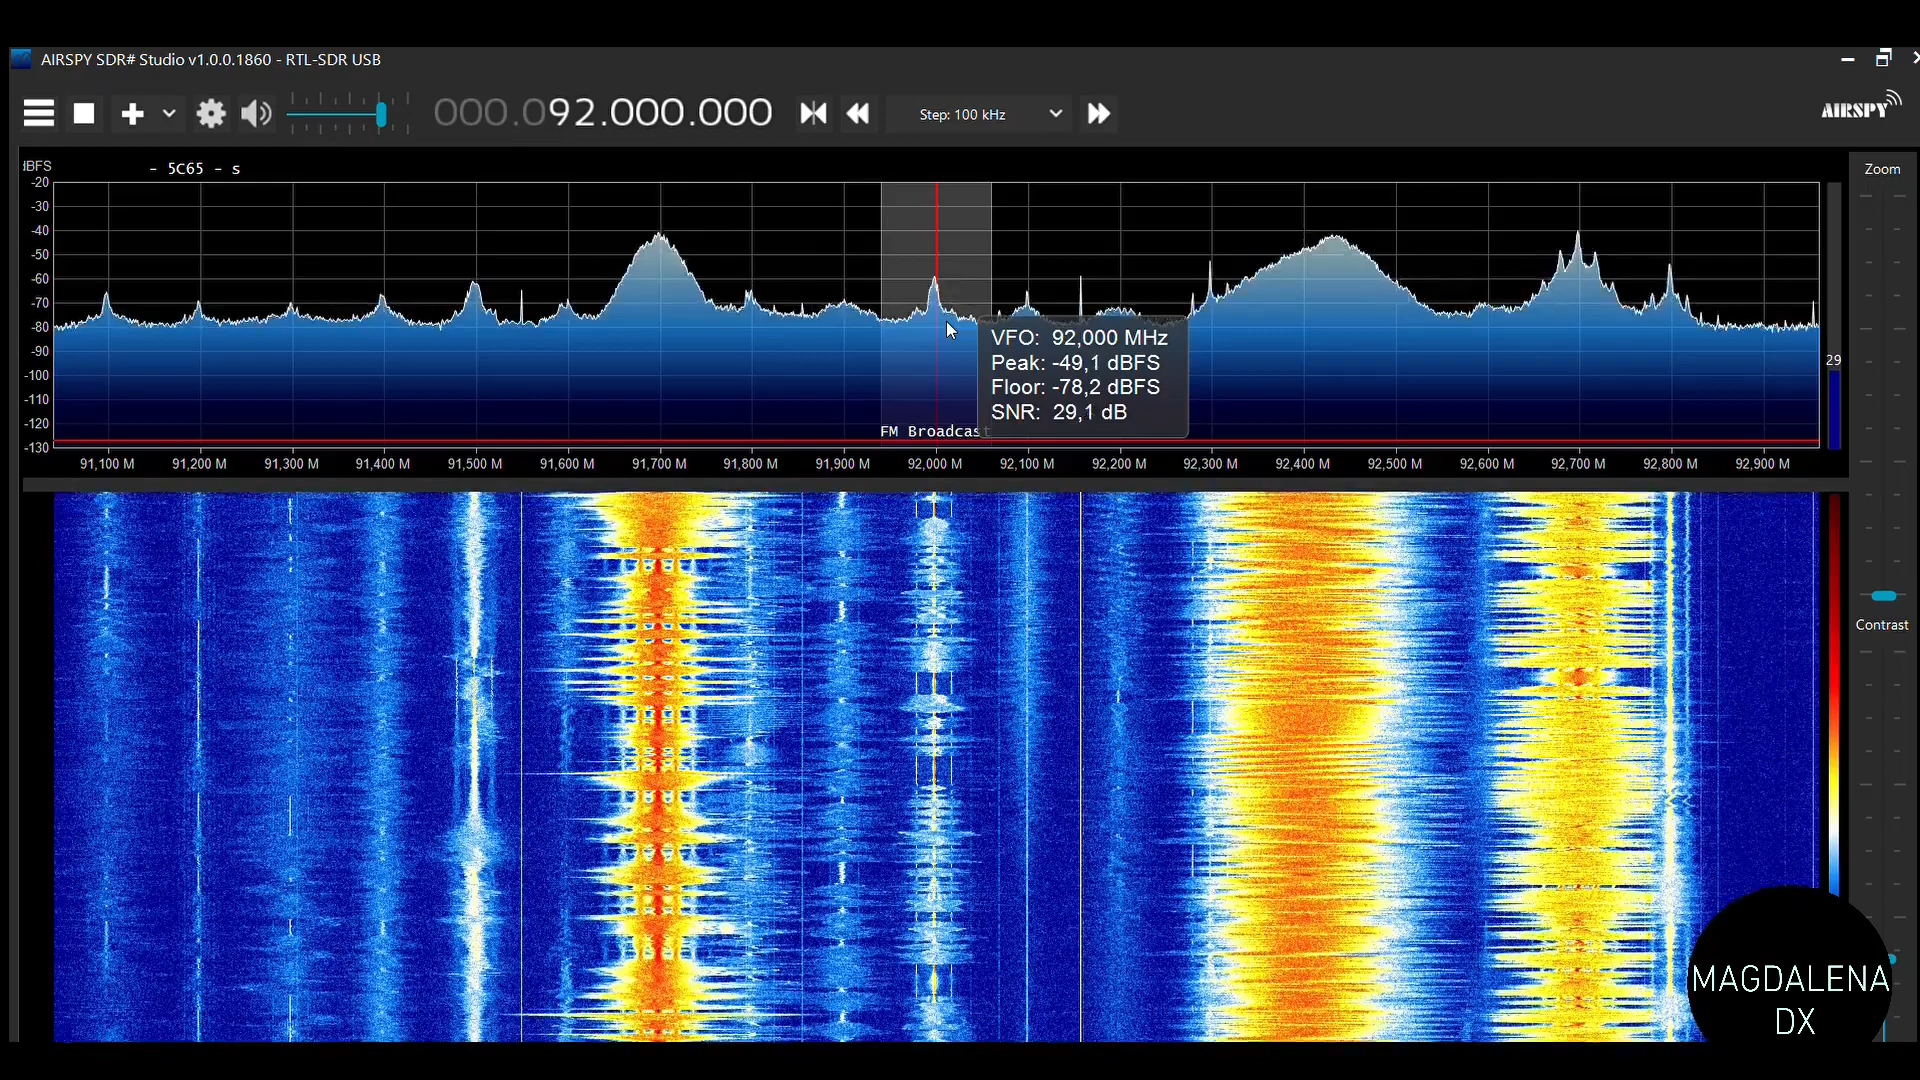 AIRSPY SDR# Studio v1.0.0.1860 - RTL-SDR USB
000.092.000.000
Step: 100 kHz
AIRSPY
dBFS
- 5C65 - s
Zoom
-20
-30
-40
-50
-60
-70
-80
-90
-100
-110
-120
-130
29
VFO: 92,000 MHz
Peak: -49,1 dBFS
Floor: -78,2 dBFS
SNR: 29,1 dB
FM Broadcast
91,100 M 91,200 M 91,300 M 91,400 M 91,500 M 91,600 M 91,700 M 91,800 M 91,900 M 92,000 M 92,100 M 92,200 M 92,300 M 92,400 M 92,500 M 92,600 M 92,700 M 92,800 M 92,900 M
Contrast
MAGDALENA
DX